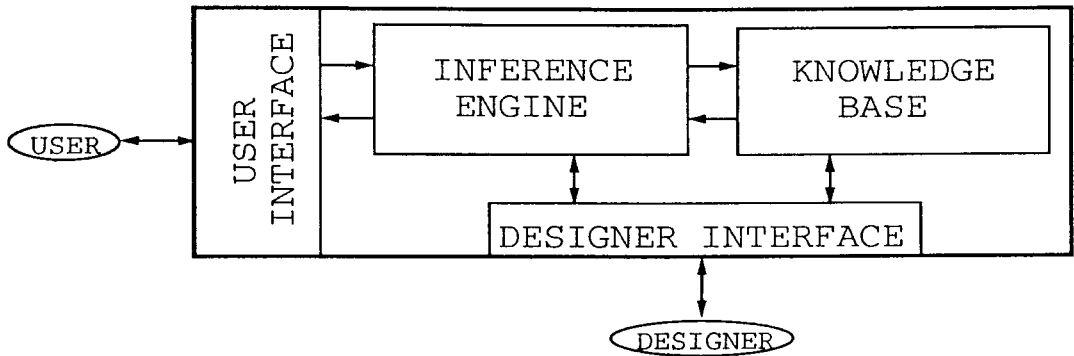 USER
USER
INTERFACE
INFERENCE
ENGINE
KNOWLEDGE
BASE
DESIGNER INTERFACE
DESIGNER